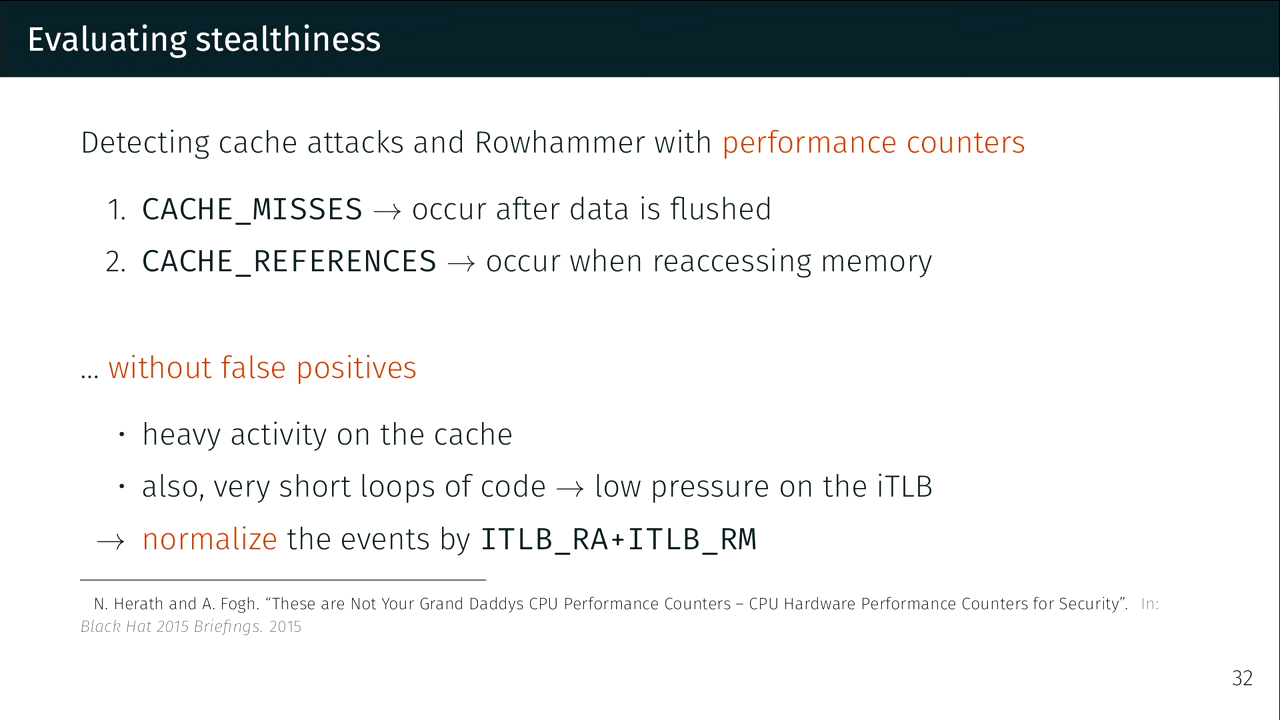 Evaluating stealthiness
Detecting cache attacks and Rowhammer with performance counters
1. CACHE_MISSES → occur after data is flushed
2. CACHE_REFERENCES → occur when reaccessing memory
... without false positives
• heavy activity on the cache
• also, very short loops of code → low pressure on the iTLB
→ normalize the events by ITLB_RA+ITLB_RM
N. Herath and A. Fogh. “These are Not Your Grand Daddys CPU Performance Counters – CPU Hardware Performance Counters for Security”. In:
Black Hat 2015 Briefings. 2015
32